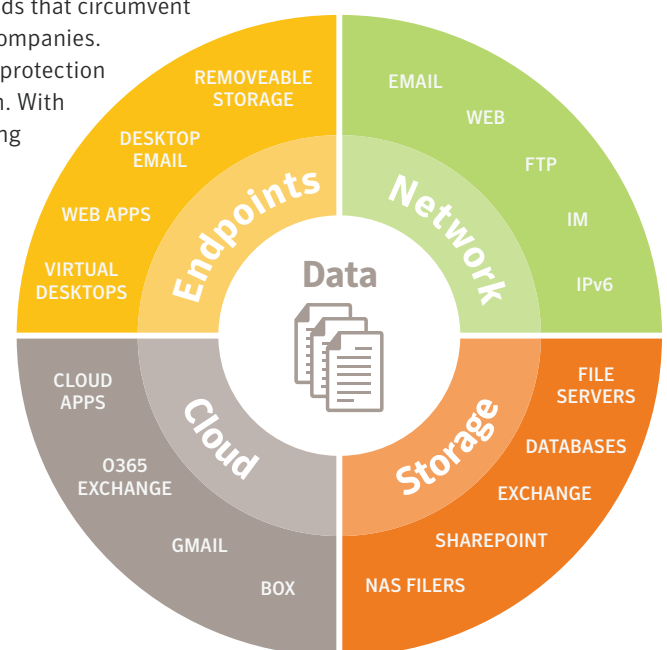 ds that circumvent
ompanies.
protection
n. With
ng
REMOVEABLE
STORAGE
DESKTOP
EMAIL
WEB APPS
VIRTUAL
DESKTOPS
Endpoints
EMAIL
WEB
FTP
IM
IPv6
Network
Data
CLOUD
APPS
O365
EXCHANGE
GMAIL
BOX
Cloud
FILE
SERVERS
DATABASES
EXCHANGE
SHAREPOINT
NAS FILERS
Storage